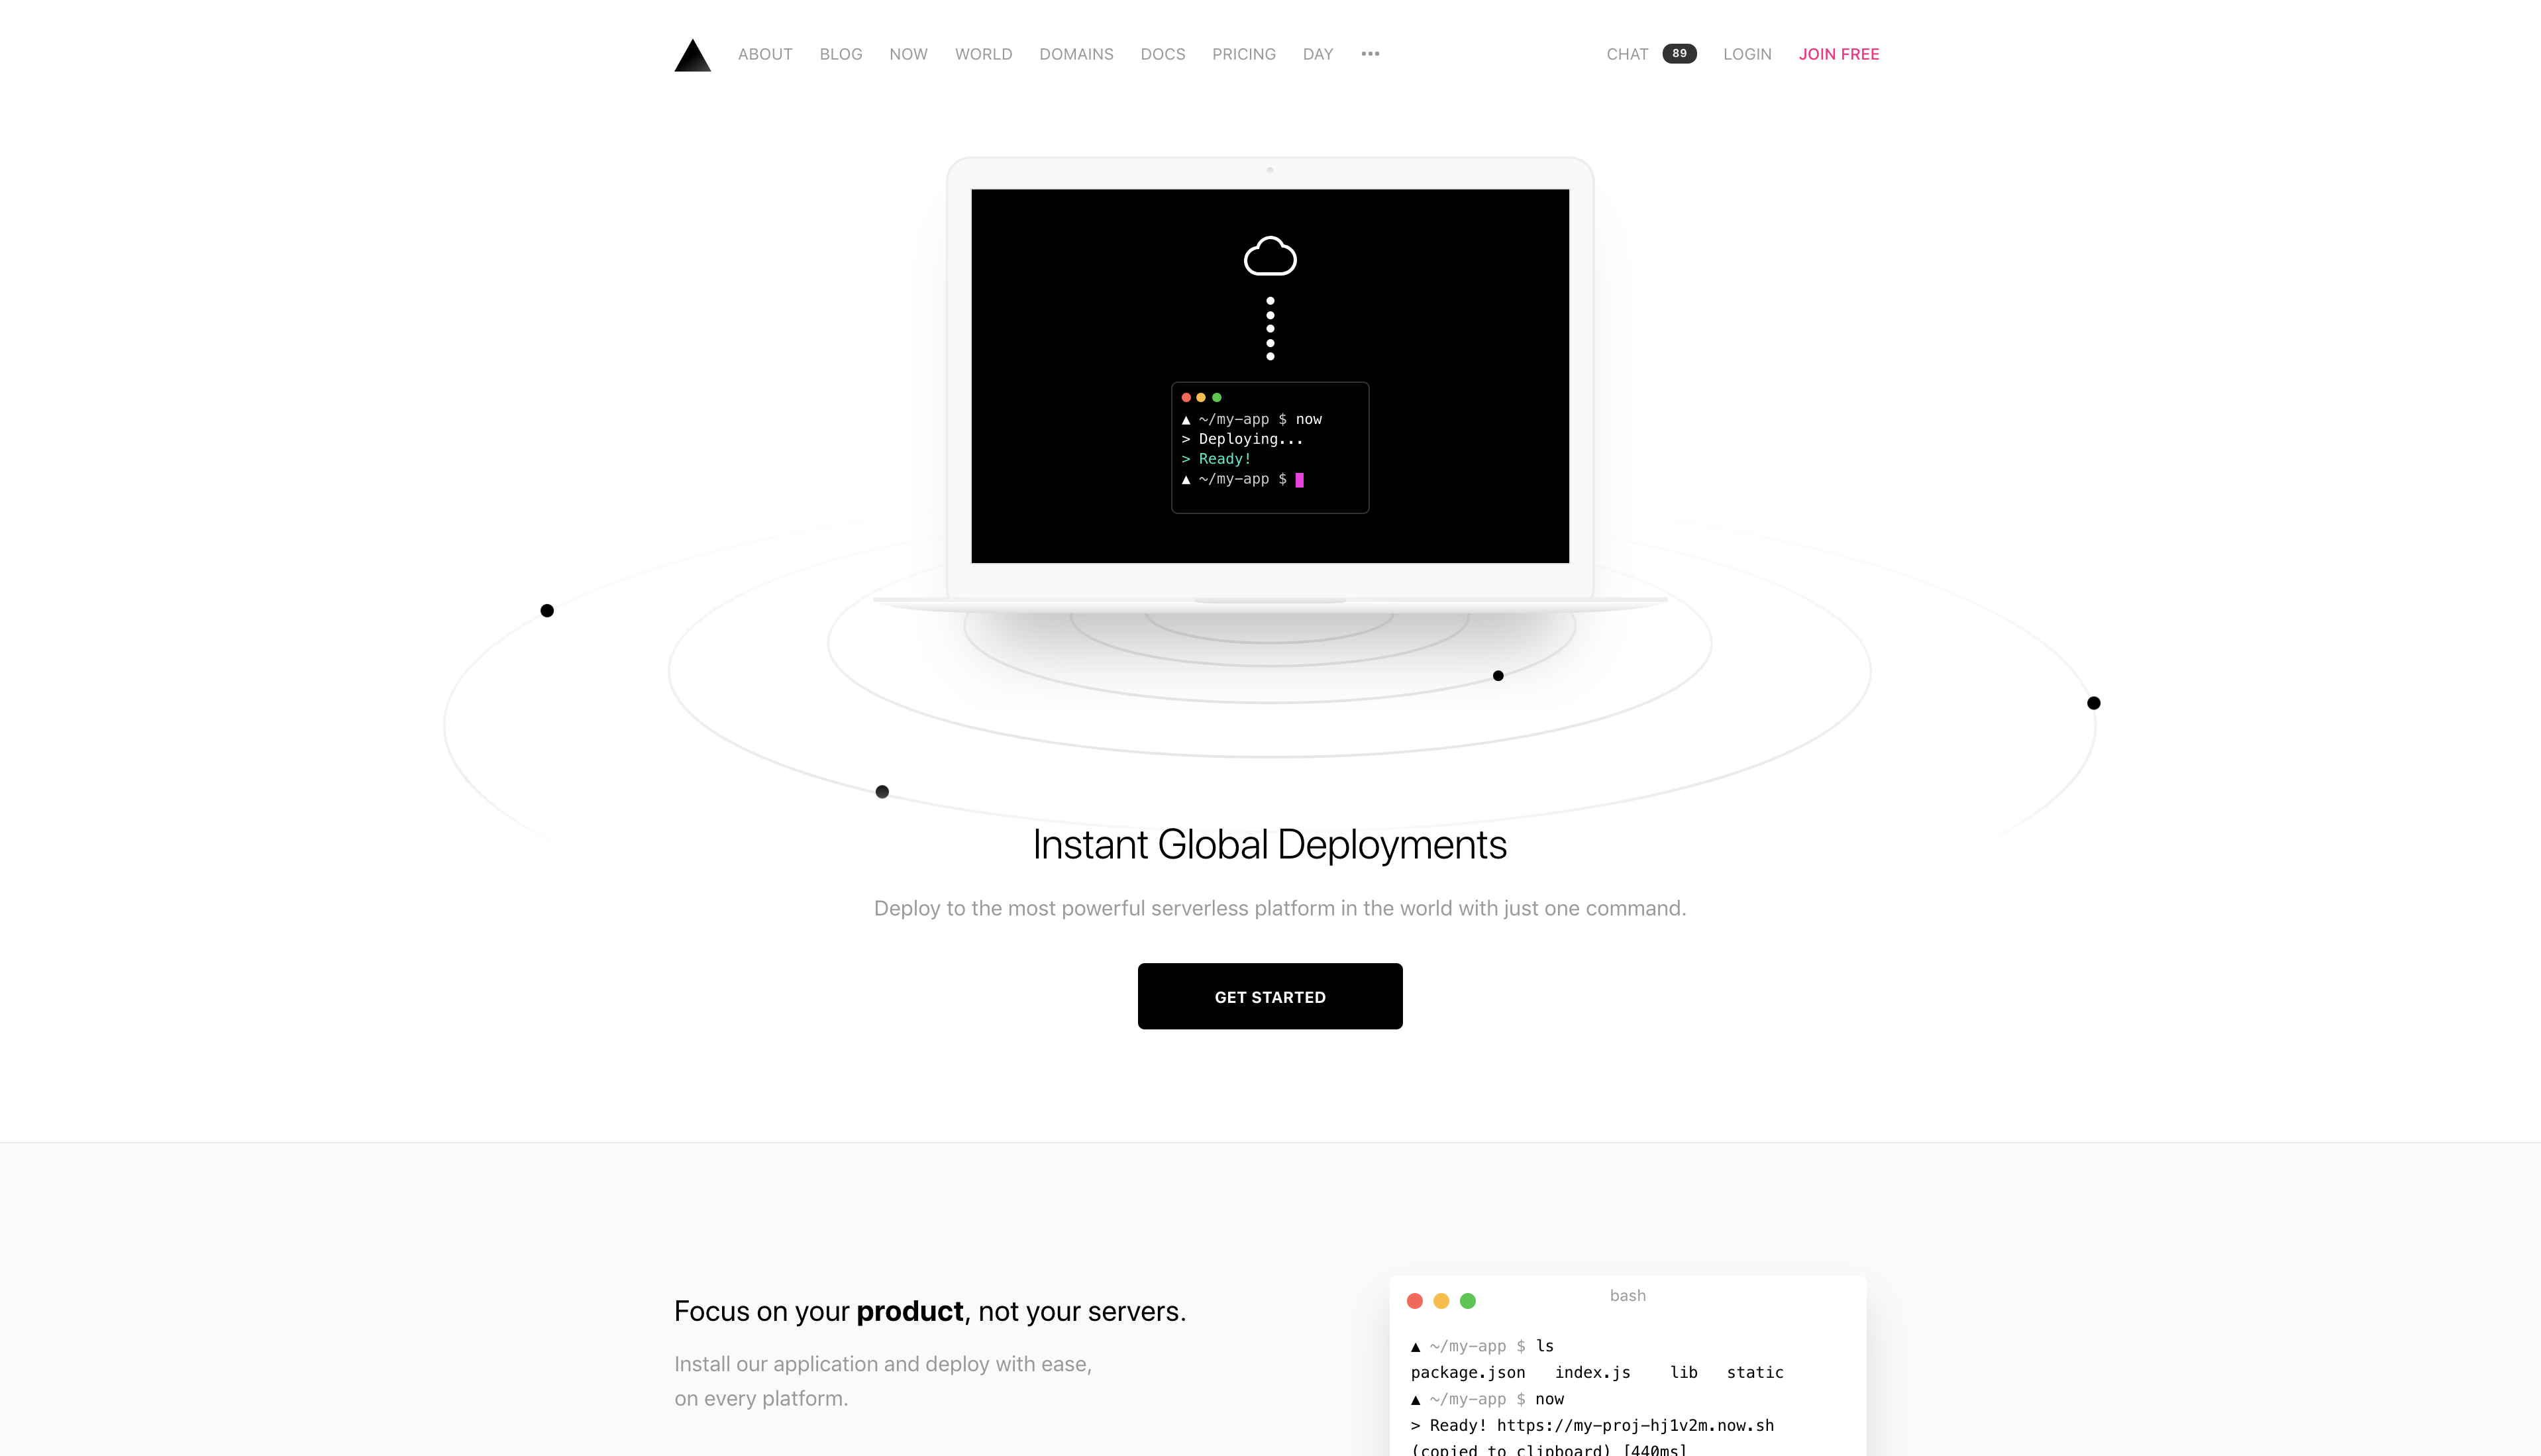 ABOUT BLOG NOW WORLD DOMAINS DOCS PRICING DAY ••• CHAT 89 LOGIN JOIN FREE
▲ ~/my-app $ now
> Deploying...
> Ready!
▲ ~/my-app $
Instant Global Deployments
Deploy to the most powerful serverless platform in the world with just one command.
GET STARTED
Focus on your product, not your servers.
Install our application and deploy with ease,
on every platform.
bash
▲ ~/my-app $ ls
package.json index.js lib static
▲ ~/my-app $ now
> Ready! https://my-proj-hj1v2m.now.sh
(copied to clipboard) [440ms]